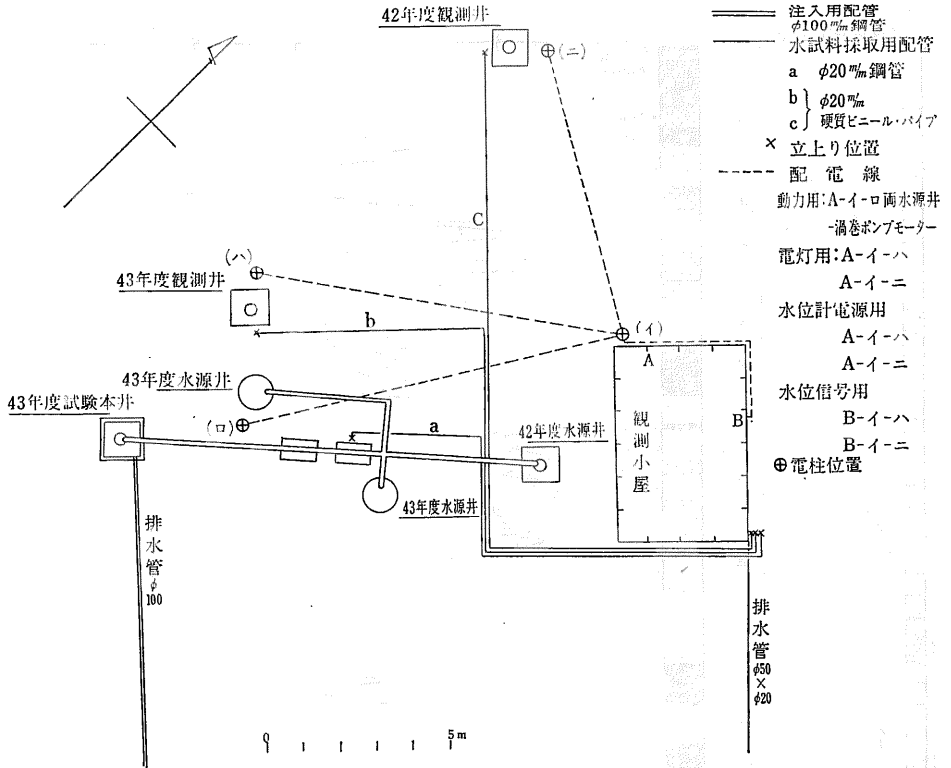 42年度観測井
(ニ)
C
(ハ)
43年度観測井
b
(イ)
A
43年度水源井
43年度試験本井
(ロ)
a
42年度水源井
B
観測小屋
43年度水源井
排水管
φ
100
排水管
φ50
×
φ20
0
5m
注入用配管
φ100m/m鋼管
水試料採取用配管
a φ20m/m鋼管
b } φ20m/m
c } 硬質ビニール・パイプ
× 立上り位置
配電線
動力用:A-イ-ロ両水源井
-渦巻ポンプモーター
電灯用:A-イ-ハ
A-イ-ニ
水位計電源用
A-イ-ハ
A-イ-ニ
水位信号用
B-イ-ハ
B-イ-ニ
⊕電柱位置